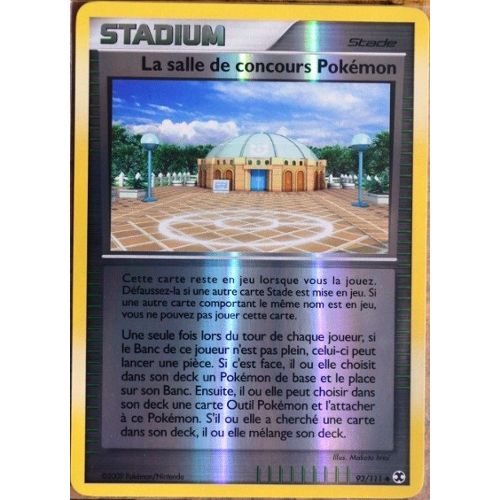 STADIUM
Stade
La salle de concours Pokémon
Cette carte reste en jeu lorsque vous la jouez.
Défaussez-la si une autre carte Stade est mise en jeu. Si
une autre carte comportant le même nom est en jeu,
vous ne pouvez pas jouer cette carte.
Une seule fois lors du tour de chaque joueur, si
le Banc de ce joueur n'est pas plein, celui-ci peut
lancer une pièce. Si c'est face, il ou elle choisit
dans son deck un Pokémon de base et le place
sur son Banc. Ensuite, il ou elle peut choisir dans
son deck une carte Outil Pokémon et l'attacher
à ce Pokémon. S'il ou elle a cherché une carte
dans son deck, il ou elle mélange son deck.
Illus. Makoto Imai
©2009 Pokémon/Nintendo
93/111